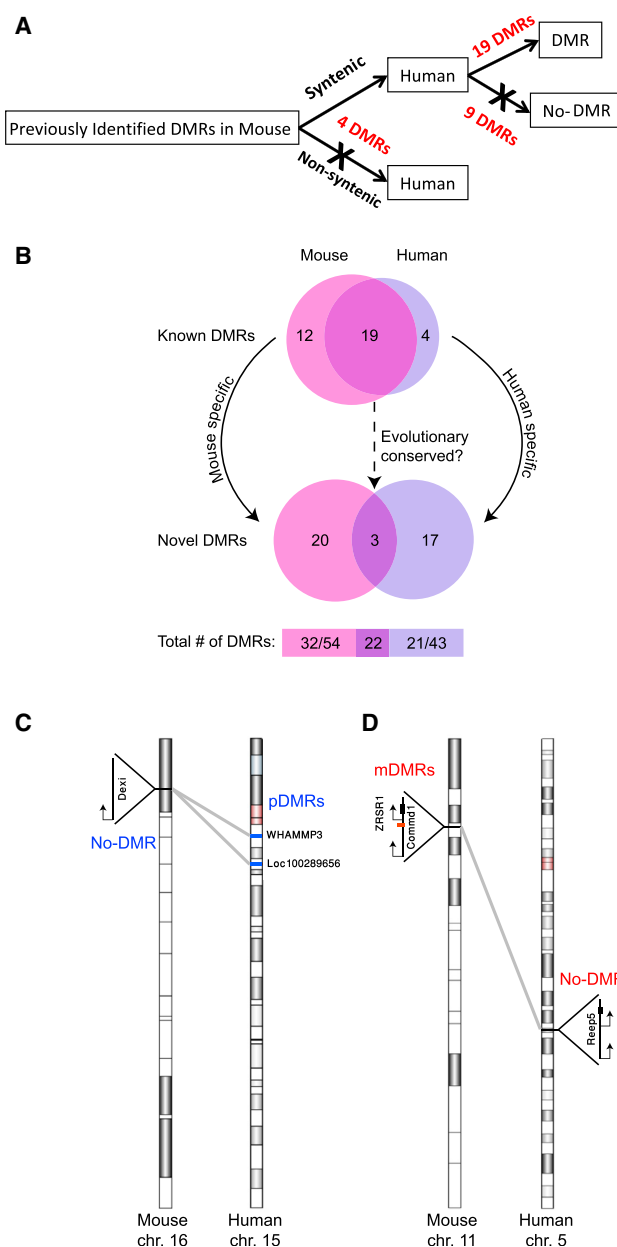 A
Previously Identified DMRs in Mouse
Syntenic
Non-syntenic
4 DMRs
Human
Human
19 DMRs
9 DMRs
DMR
No-DMR
B
Mouse
Human
Known DMRs
12
19
4
Mouse specific
Evolutionary
conserved?
Human specific
Novel DMRs
20
3
17
Total # of DMRs:
32/54
22
21/43
C
Dexi
No-DMR
pDMRs
WHAMMP3
Loc100289656
Mouse
chr. 16
Human
chr. 15
D
mDMRs
ZRSR1
Commd1
No-DMR
Reep5
Mouse
chr. 11
Human
chr. 5